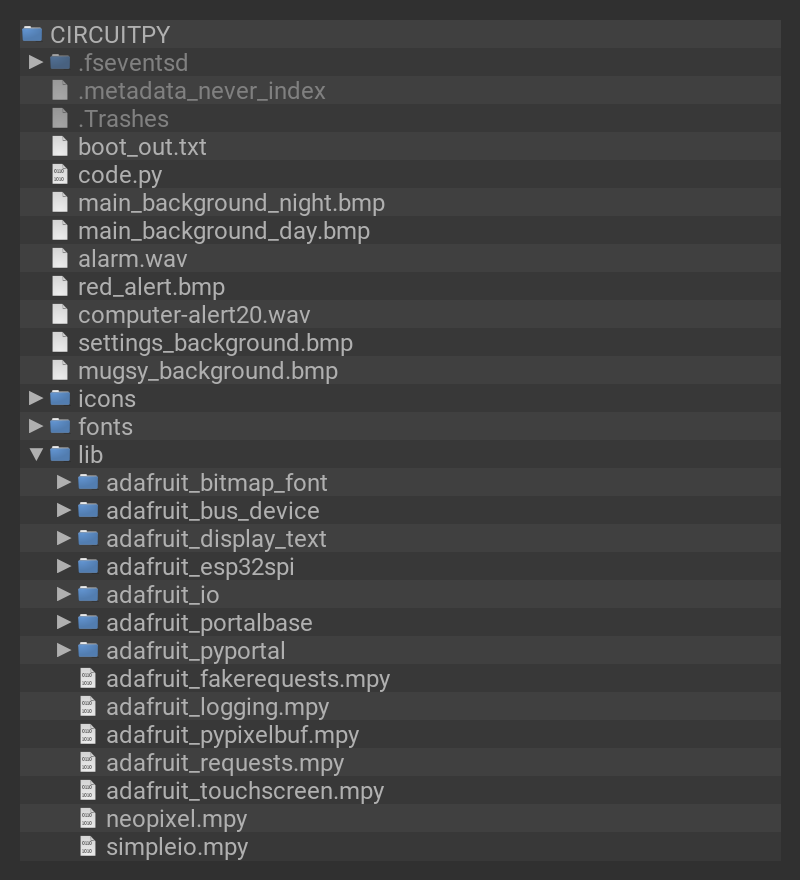 CIRCUITPY
.fseventsd
.metadata_never_index
.Trashes
boot_out.txt
code.py
main_background_night.bmp
main_background_day.bmp
alarm.wav
red_alert.bmp
computer-alert20.wav
settings_background.bmp
mugsy_background.bmp
icons
fonts
lib
adafruit_bitmap_font
adafruit_bus_device
adafruit_display_text
adafruit_esp32spi
adafruit_io
adafruit_portalbase
adafruit_pyportal
adafruit_fakerequests.mpy
adafruit_logging.mpy
adafruit_pypixelbuf.mpy
adafruit_requests.mpy
adafruit_touchscreen.mpy
neopixel.mpy
simpleio.mpy